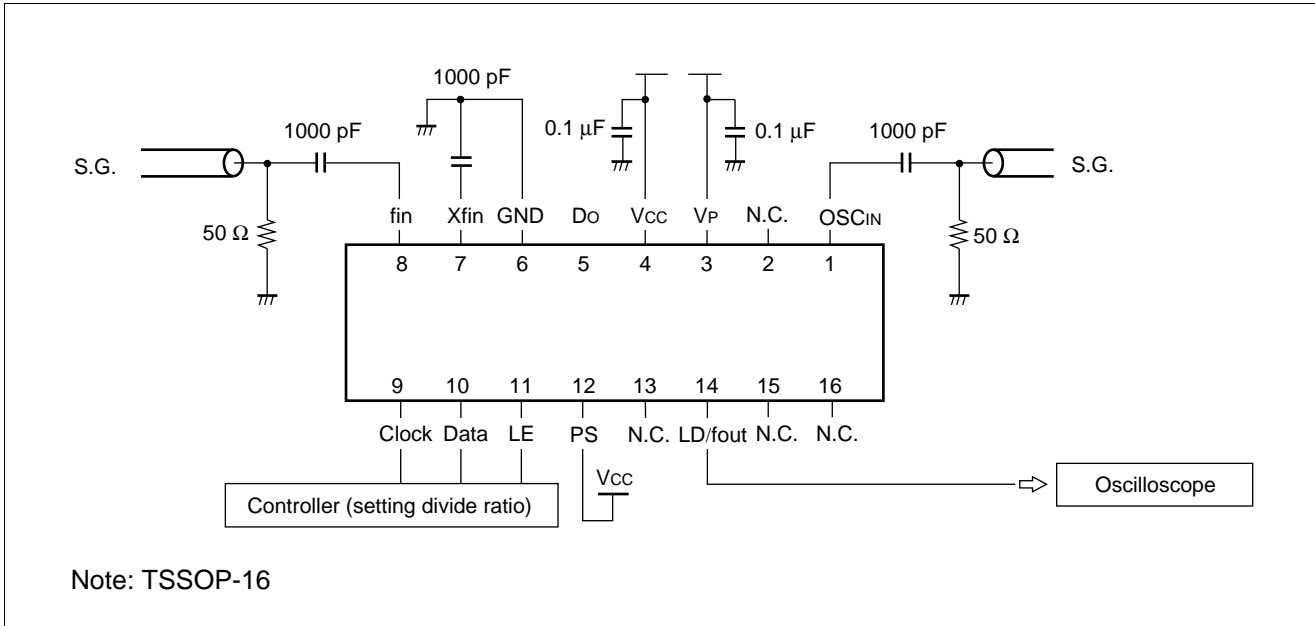 1000 pF
1000 pF
0.1 μF
0.1 μF
1000 pF
S.G.
S.G.
50 Ω
50 Ω
fin Xfin GND DO VCC VP N.C. OSCIN
8 7 6 5 4 3 2 1
9 10 11 12 13 14 15 16
Clock Data LE PS N.C. LD/fout N.C. N.C.
VCC
Controller (setting divide ratio)
Oscilloscope
Note: TSSOP-16